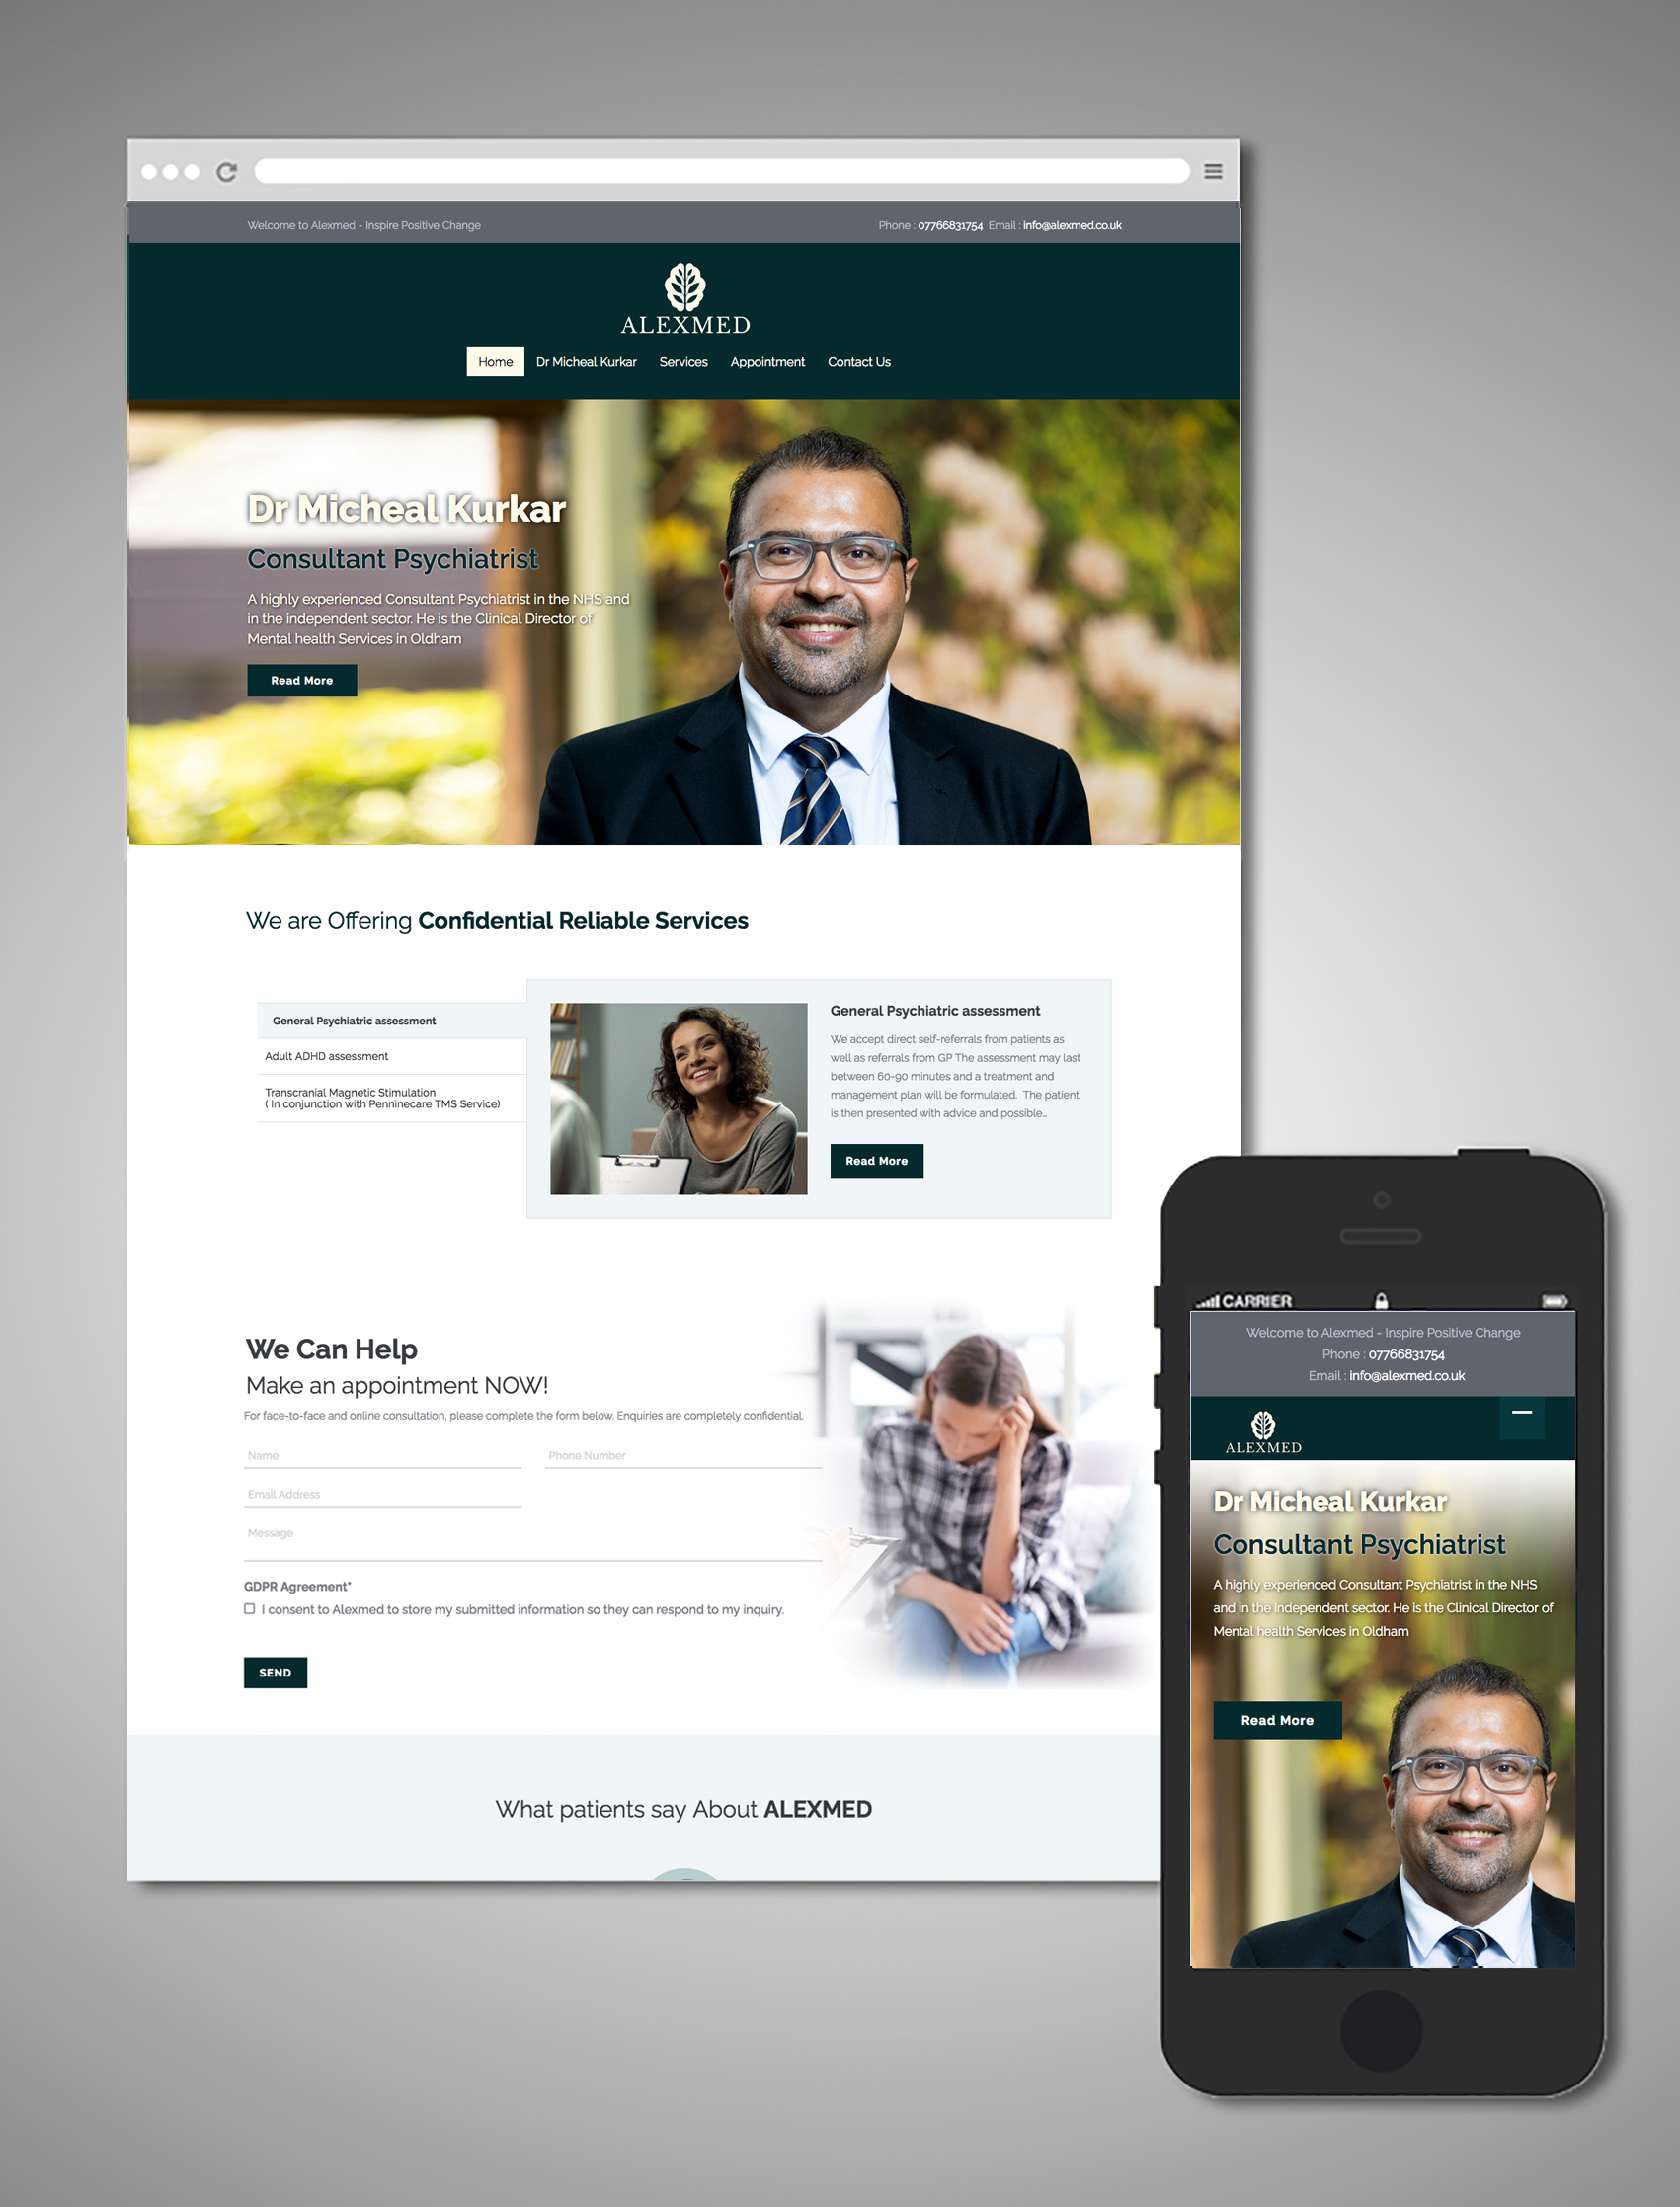 Welcome to Alexmed - Inspire Positive Change
Phone : 07766831754 Email : info@alexmed.co.uk
ALEXMED
Home Dr Micheal Kurkar Services Appointment Contact Us
Dr Micheal Kurkar
Consultant Psychiatrist
A highly experienced Consultant Psychiatrist in the NHS and
in the independent sector. He is the Clinical Director of
Mental health Services in Oldham
Read More
We are Offering Confidential Reliable Services
General Psychiatric assessment
Adult ADHD assessment
Transcranial Magnetic Stimulation
( In conjunction with Penninecare TMS Service)
General Psychiatric assessment
We accept direct self-referrals from patients as
well as referrals from GP The assessment may last
between 60-90 minutes and a treatment and
management plan will be formulated. The patient
is then presented with advice and possible...
Read More
We Can Help
Make an appointment NOW!
For face-to-face and online consultation, please complete the form below. Enquiries are completely confidential.
Name
Phone Number
Email Address
Message
GDPR Agreement*
I consent to Alexmed to store my submitted information so they can respond to my inquiry.
SEND
What patients say About ALEXMED
CARRIER
Welcome to Alexmed - Inspire Positive Change
Phone : 07766831754
Email : info@alexmed.co.uk
ALEXMED
Dr Micheal Kurkar
Consultant Psychiatrist
A highly experienced Consultant Psychiatrist in the NHS
and in the independent sector. He is the Clinical Director of
Mental health Services in Oldham
Read More